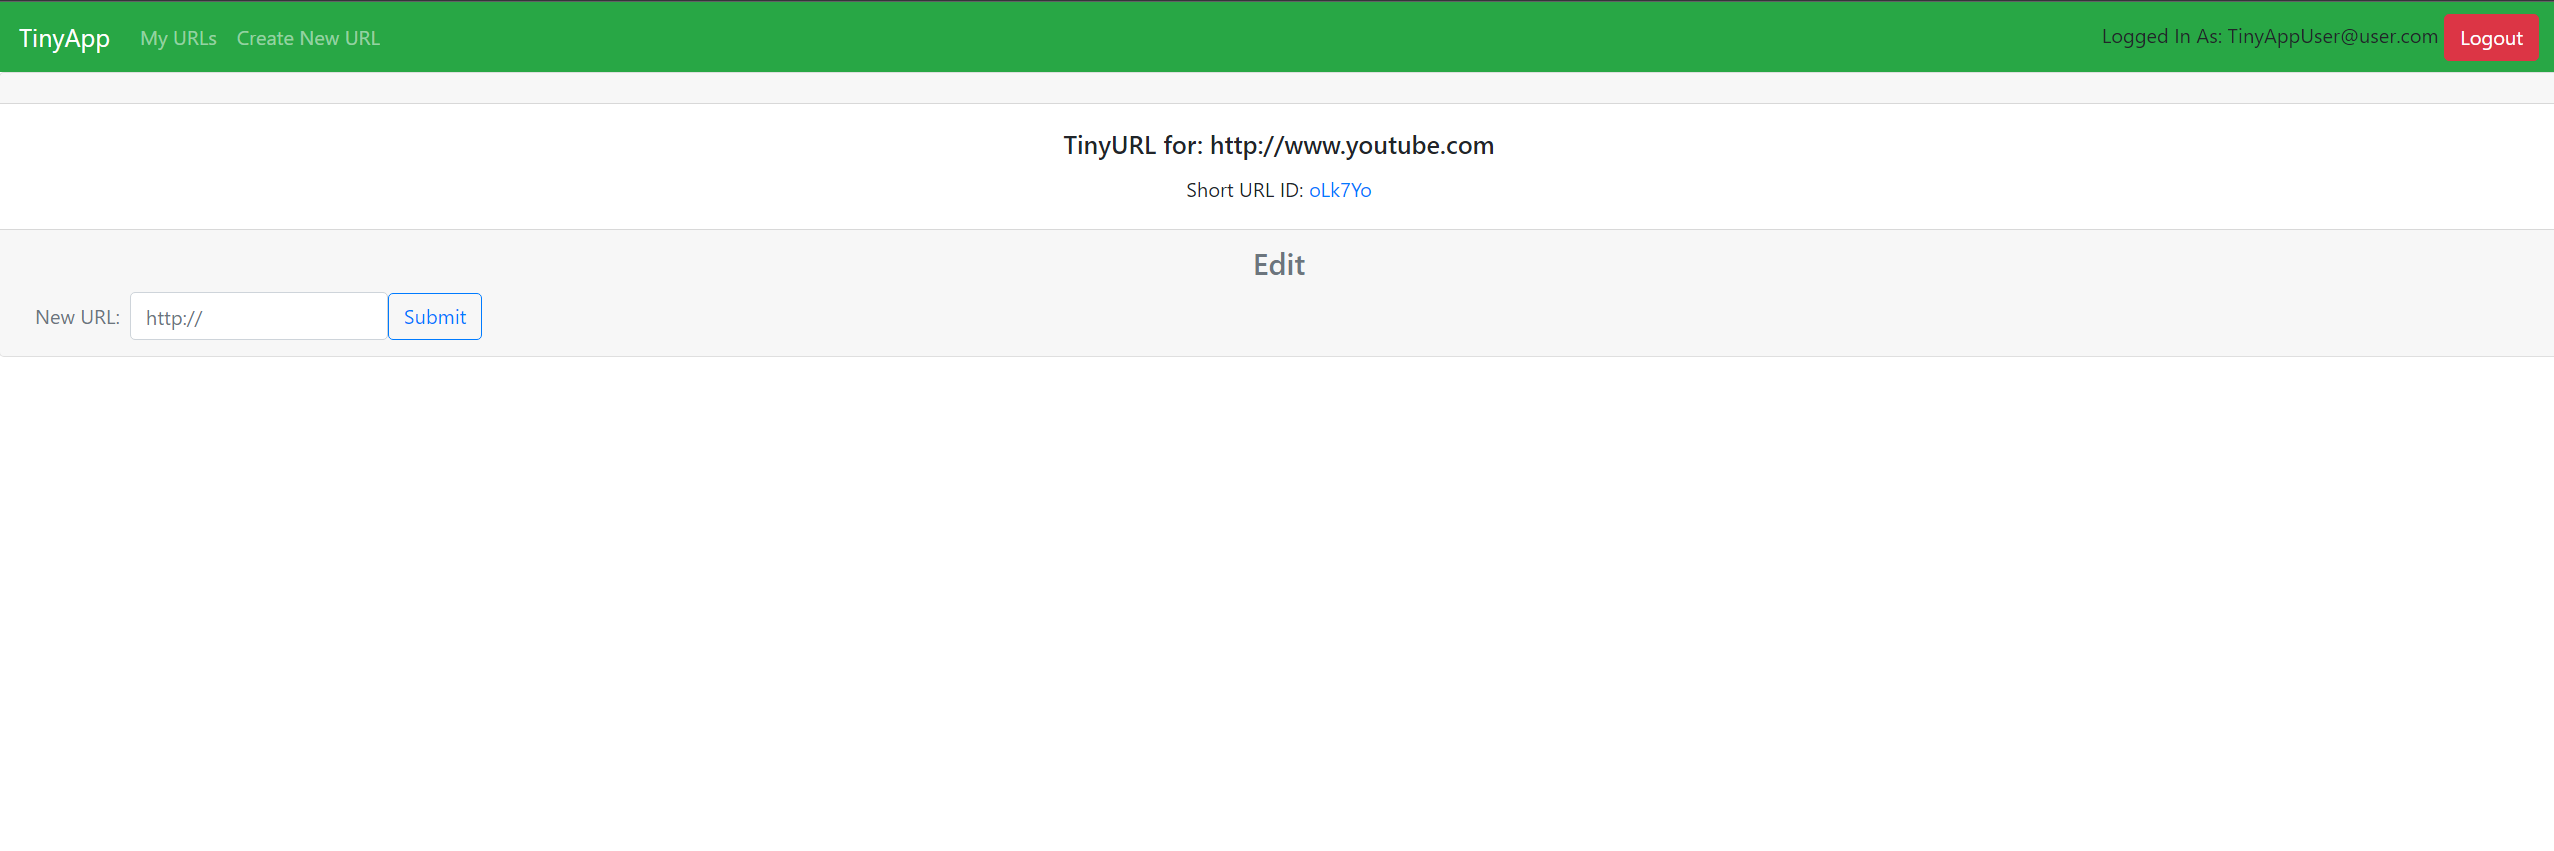 TinyApp My URLs Create New URL Logged In As: TinyAppUser@user.com Logout
TinyURL for: http://www.youtube.com
Short URL ID: oLk7Yo
Edit
New URL: http:// Submit